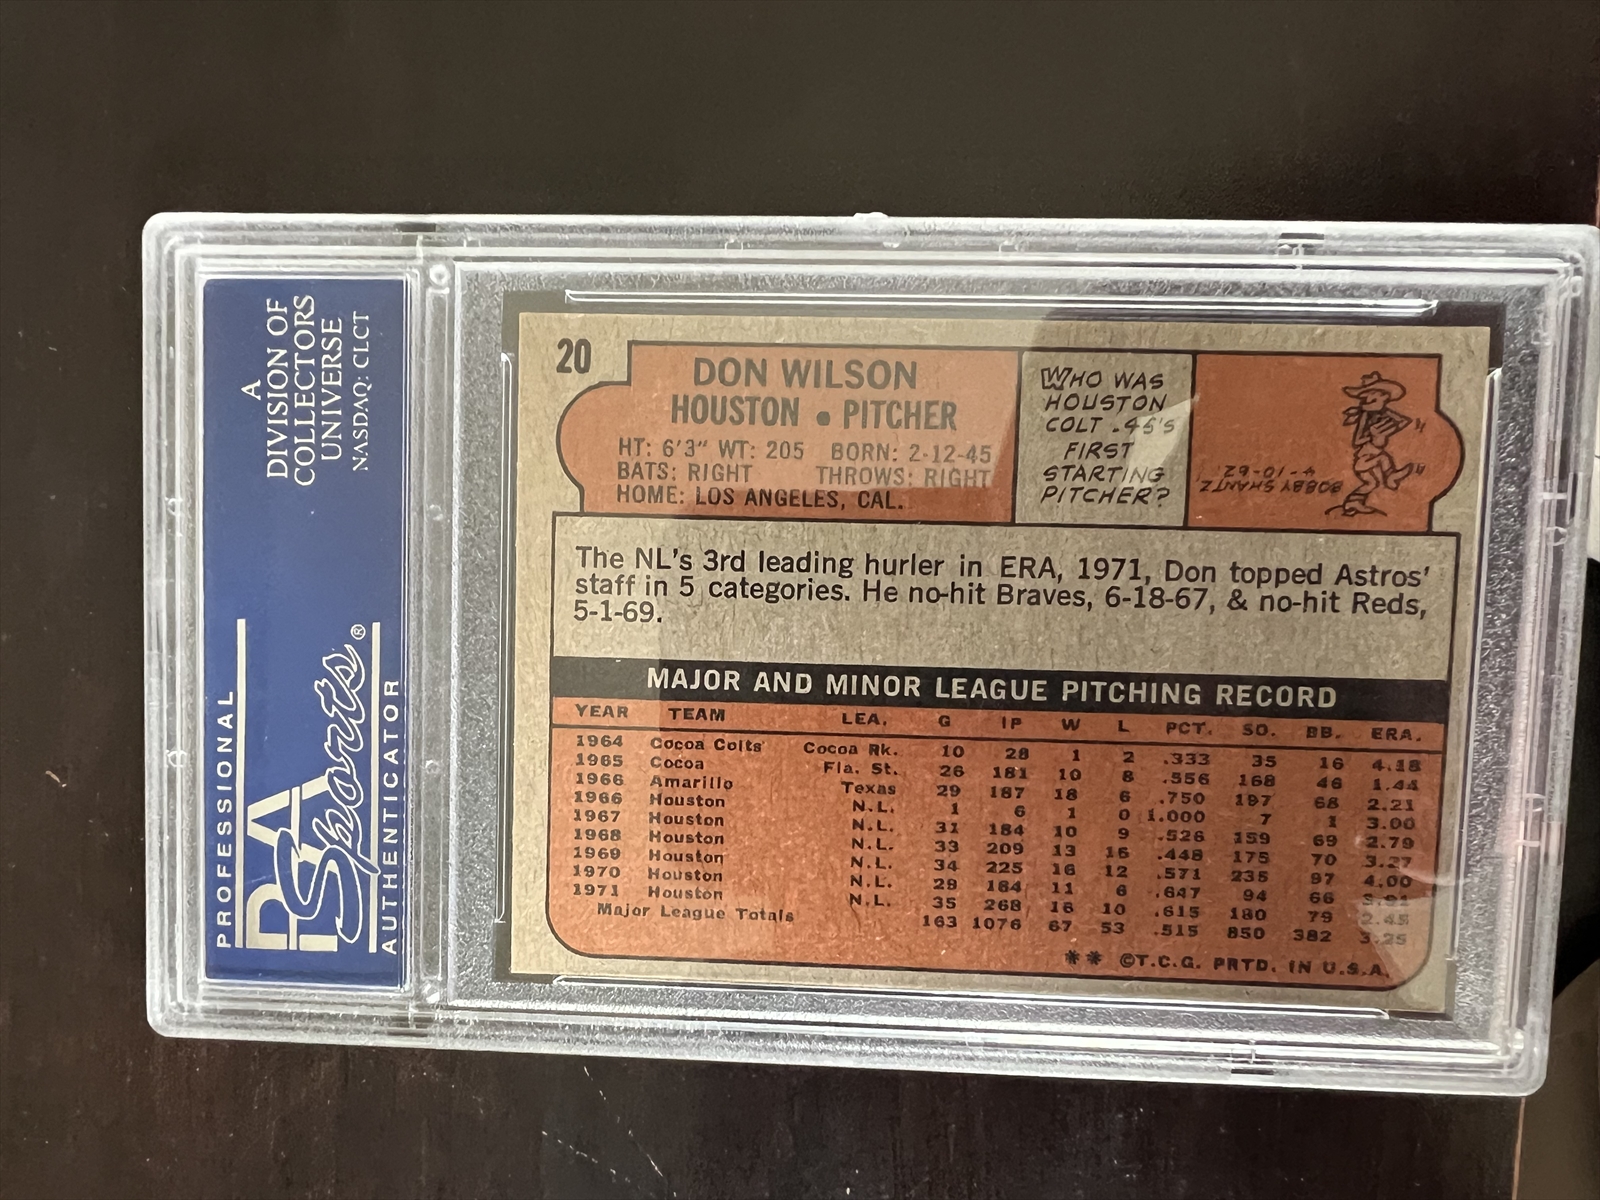 A
DIVISION OF
COLLECTORS
UNIVERSE
NASDAQ: CLCT
PROFESSIONAL
PSA
Sports®
AUTHENTICATOR
20
DON WILSON
HOUSTON • PITCHER
HT: 6'3" WT: 205 BORN: 2-12-45
BATS: RIGHT THROWS: RIGHT
HOME: LOS ANGELES, CAL.
WHO WAS
HOUSTON
COLT .45'S
FIRST
STARTING
PITCHER?
BOBBY SHANTZ
4-10-62
The NL's 3rd leading hurler in ERA, 1971, Don topped Astros'
staff in 5 categories. He no-hit Braves, 6-18-67, & no-hit Reds,
5-1-69.
MAJOR AND MINOR LEAGUE PITCHING RECORD
YEAR TEAM LEA. G IP W L PCT. SO. BB. ERA.
1964 Cocoa Colts Cocoa Rk. 10 28 1 2 .333 35 16 4.18
1965 Cocoa Fla. St. 26 181 10 8 .556 168 46 1.44
1966 Amarillo Texas 29 187 18 6 .750 197 68 2.21
1966 Houston N.L. 1 6 1 0 1.000 7 1 3.00
1967 Houston N.L. 31 184 10 9 .526 159 69 2.79
1968 Houston N.L. 33 209 13 16 .448 175 70 3.27
1969 Houston N.L. 34 225 16 12 .571 235 97 4.00
1970 Houston N.L. 29 184 11 6 .647 94 66 3.91
1971 Houston N.L. 35 268 16 10 .615 180 79 2.45
Major League Totals 163 1076 67 53 .515 850 382 3.25
** ©T.C.G. PRTD. IN U.S.A.